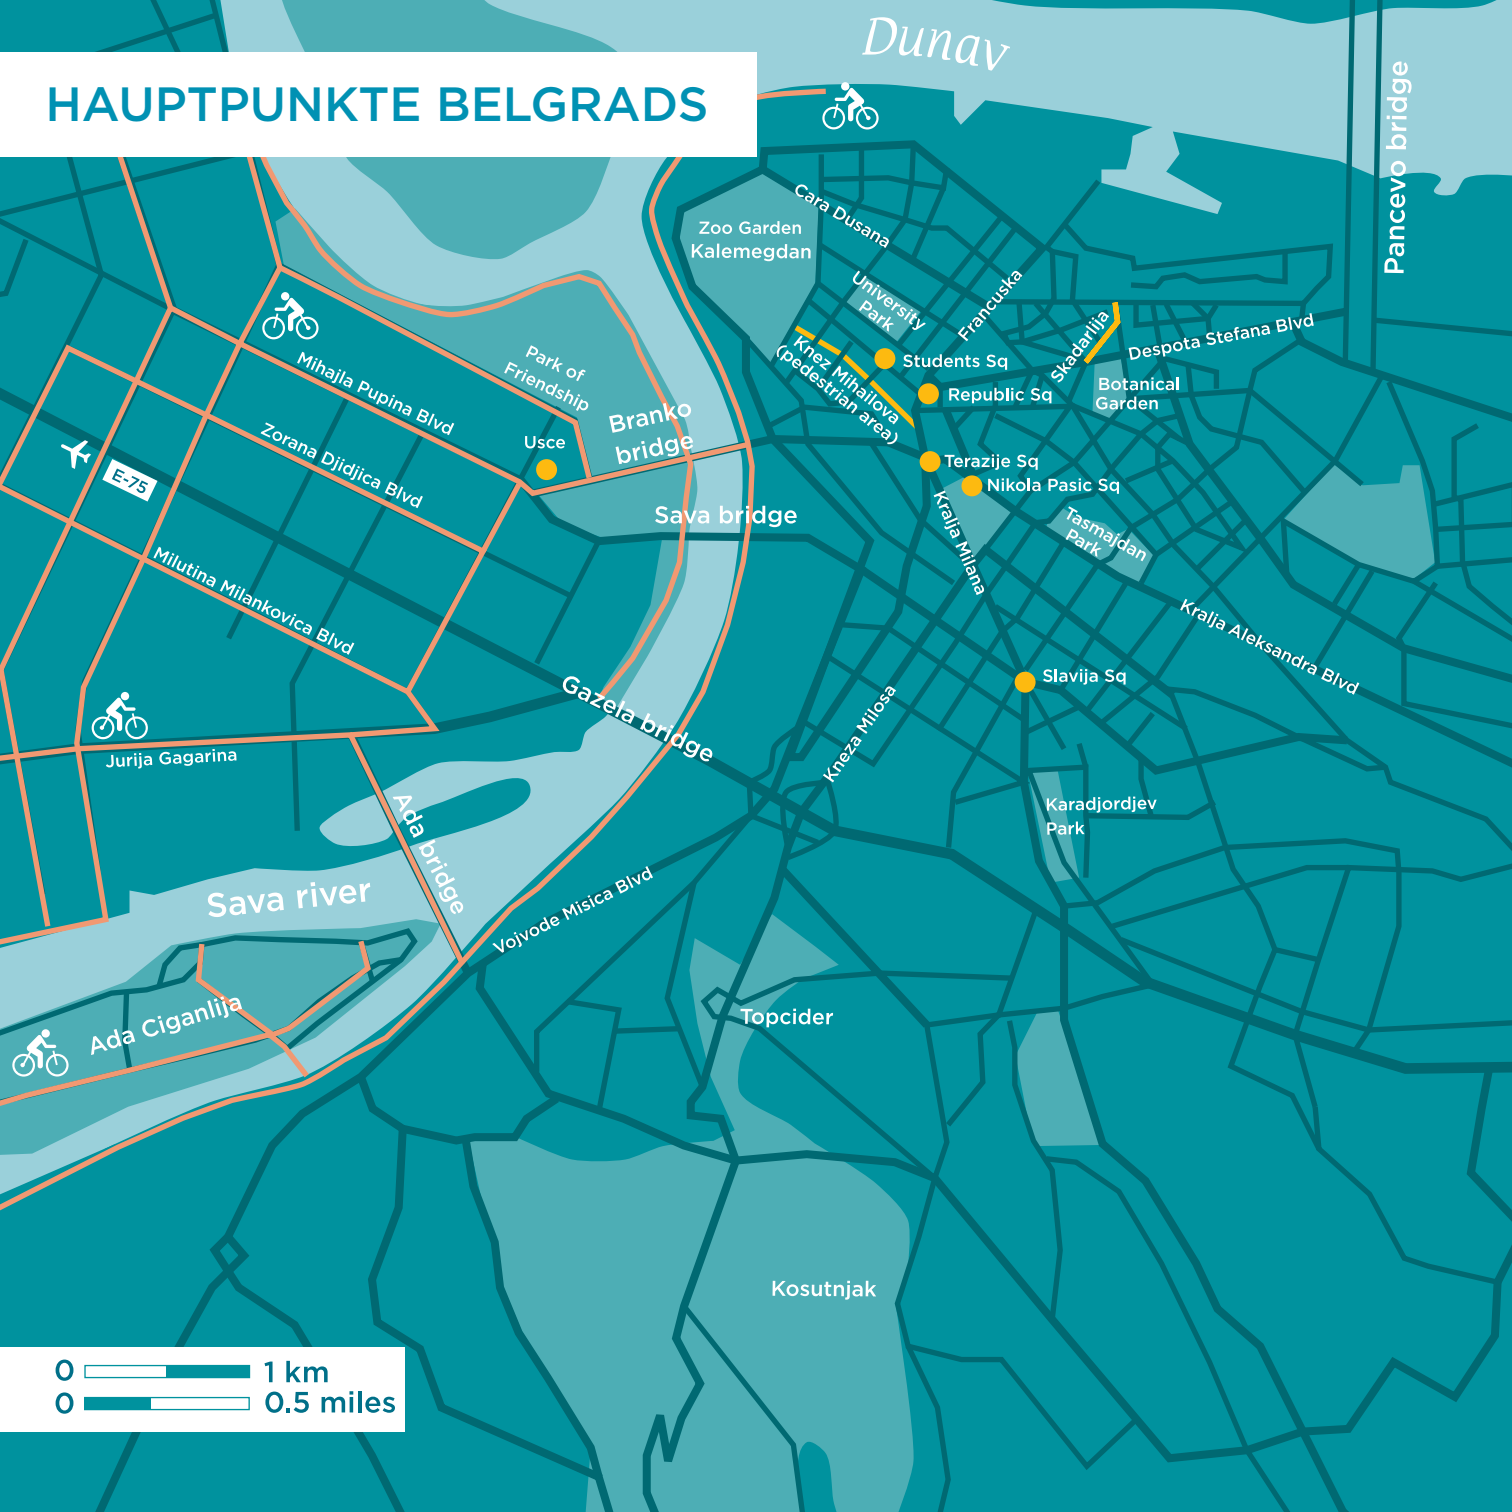 Dunav
HAUPTPUNKTE BELGRADS
Pancevo bridge
Cara Dusana
Zoo Garden
Kalemegdan
University
Park
Francuska
Skadarlija
Despota Stefana Blvd
Knez Mihailova
(pedestrian area)
Students Sq
Republic Sq
Botanical
Garden
Park of
Friendship
Mihajla Pupina Blvd
Branko
bridge
Usce
Zorana Djidjica Blvd
E-75
Terazije Sq
Nikola Pasic Sq
Sava bridge
Kralja Milana
Tasmajdan
Park
Milutina Milankovica Blvd
Kralja Aleksandra Blvd
Slavija Sq
Gazela bridge
Kneza Milosa
Jurija Gagarina
Ada bridge
Karadjordjev
Park
Sava river
Vojvode Misica Blvd
Ada Ciganlija
Topcider
Kosutnjak
0 1 km
0 0.5 miles